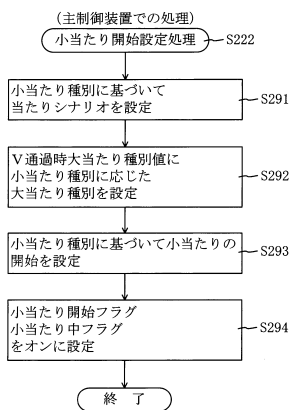 (主制御装置での処理)
小当たり開始設定処理
S222
小当たり種別に基づいて
当たりシナリオを設定
S291
V通過時大当たり種別値に
小当たり種別に応じた
大当たり種別を設定
S292
小当たり種別に基づいて小当たりの
開始を設定
S293
小当たり開始フラグ
小当たり中フラグ
をオンに設定
S294
終 了